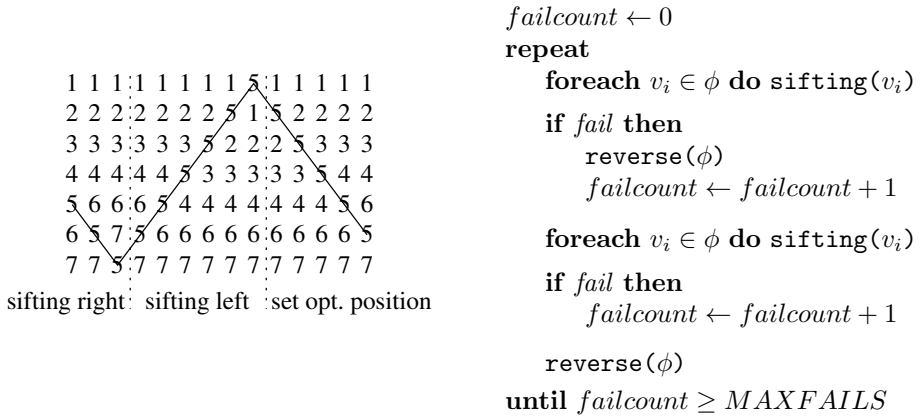 1 1 1 1 1 1 1 1 5 1 1 1 1 1
2 2 2 2 2 2 2 5 1 5 2 2 2 2
3 3 3 3 3 3 5 2 2 2 5 3 3 3
4 4 4 4 4 5 3 3 3 3 3 5 4 4
5 6 6 6 5 4 4 4 4 4 4 4 5 6
6 5 7 5 6 6 6 6 6 6 6 6 6 5
7 7 5 7 7 7 7 7 7 7 7 7 7 7
sifting right sifting left set opt. position
failcount ← 0
repeat
foreach v_i ∈ ϕ do sifting(v_i)
if fail then
reverse(ϕ)
failcount ← failcount + 1
foreach v_i ∈ ϕ do sifting(v_i)
if fail then
failcount ← failcount + 1
reverse(ϕ)
until failcount ≥ MAXFAILS